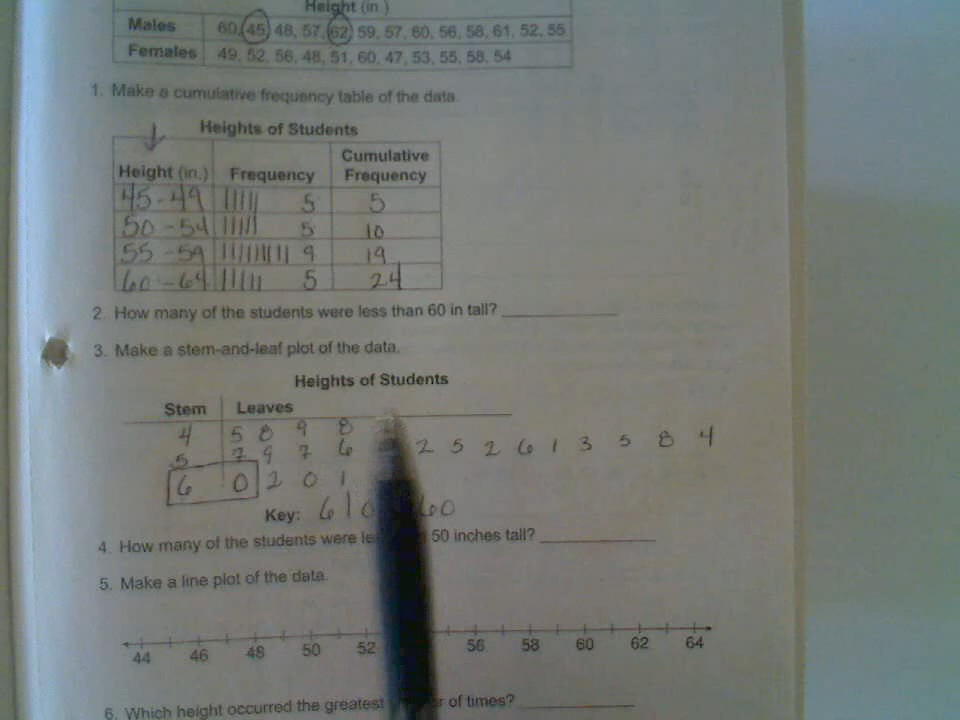 Height (in.)
Males 60, 45, 48, 57, 62, 59, 57, 60, 56, 58, 61, 52, 55
Females 49, 52, 56, 48, 51, 60, 47, 53, 55, 58, 54
1. Make a cumulative frequency table of the data.
Heights of Students
Height (in.) Frequency Cumulative Frequency
45-49 5 5
50-54 5 10
55-59 9 19
60-64 5 24
2. How many of the students were less than 60 in tall?
3. Make a stem-and-leaf plot of the data.
Heights of Students
Stem Leaves
4 5 8 9 8
5 7 9 7 6 2 5 2 6 1 3 5 8 4
6 0 2 0 1
Key: 6|0 60
4. How many of the students were 50 inches tall?
5. Make a line plot of the data.
44 46 48 50 52 56 58 60 62 64
6. Which height occurred the greatest of times?